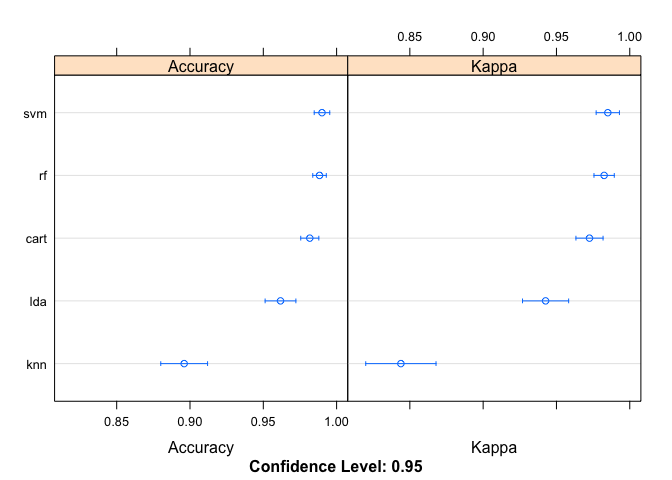 0.85 0.90 0.95 1.00
Accuracy Kappa
svm
rf
cart
lda
knn
0.85 0.90 0.95 1.00
Accuracy Kappa
Confidence Level: 0.95